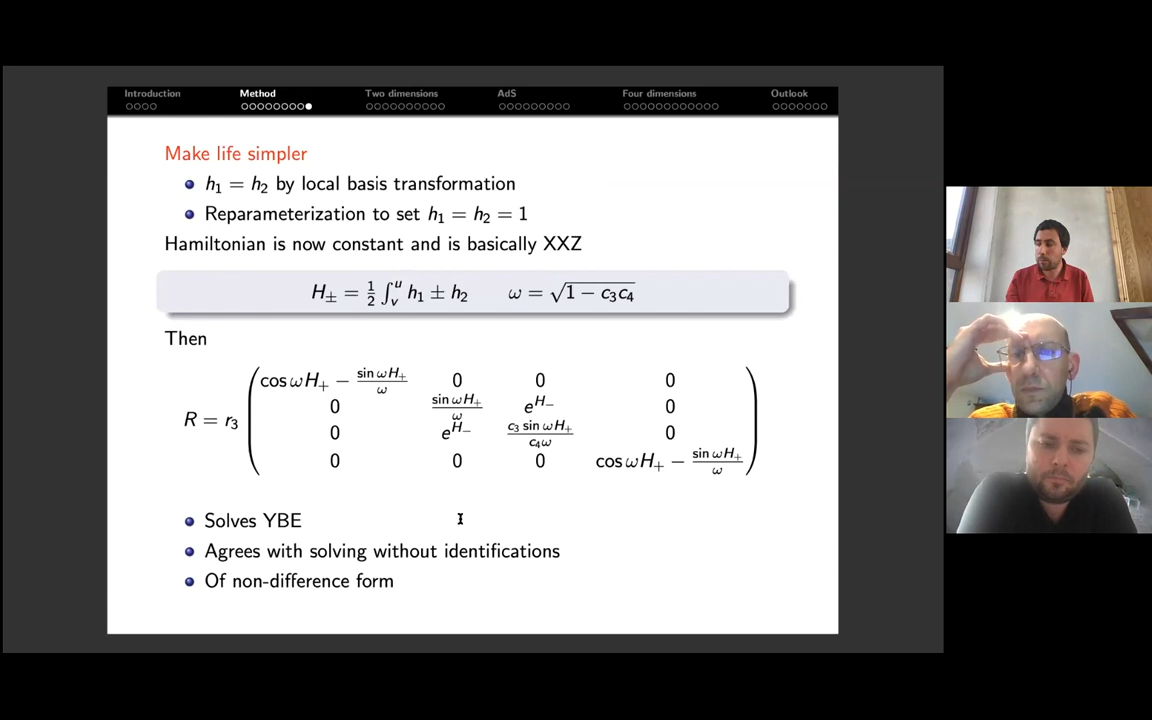 Introduction Method Two dimensions AdS Four dimensions Outlook
Make life simpler
h₁ = h₂ by local basis transformation
Reparameterization to set h₁ = h₂ = 1
Hamiltonian is now constant and is basically XXZ
H± = ½ ∫ᵥᵘ h₁ ± h₂ ω = √(1 − c₃c₄)
Then
R = r₃ ( cos ωH₊ − (sin ωH₊)/ω 0 0 0
0 (sin ωH₊)/ω e^{H₋} 0
0 e^{H₋} (c₃ sin ωH₊)/(c₄ω) 0
0 0 0 cos ωH₊ − (sin ωH₊)/ω )
Solves YBE
Agrees with solving without identifications
Of non-difference form